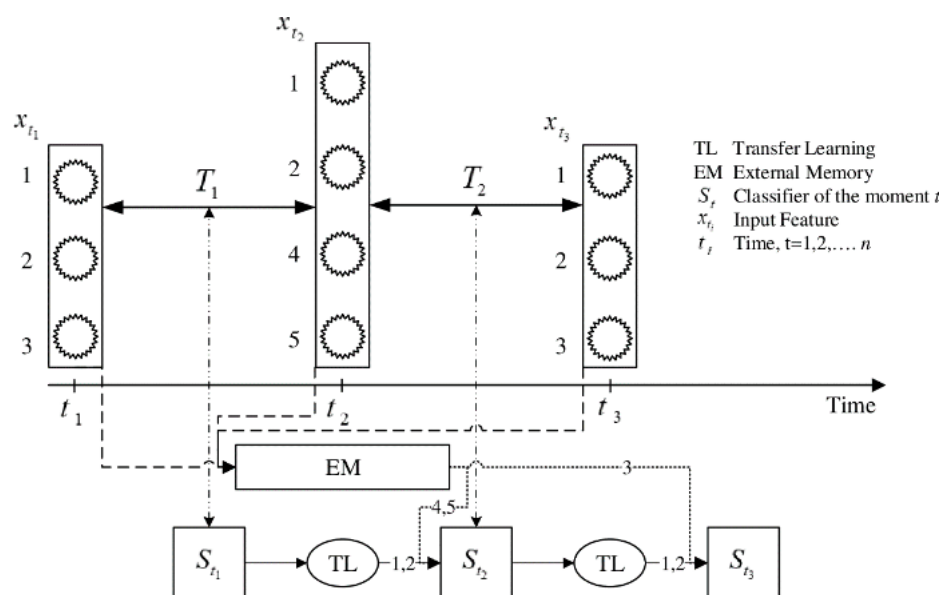 x_{t_2}
1
x_{t_1}
x_{t_3}
1
2
T_1
T_2
1
2
4
2
3
5
3
TL Transfer Learning
EM External Memory
S_t Classifier of the moment t
x_{t_i} Input Feature
t_i Time, t=1,2,.... n
t_1
t_2
t_3
Time
EM
3
4,5
S_{t_1}
TL
1,2
S_{t_2}
TL
1,2
S_{t_3}